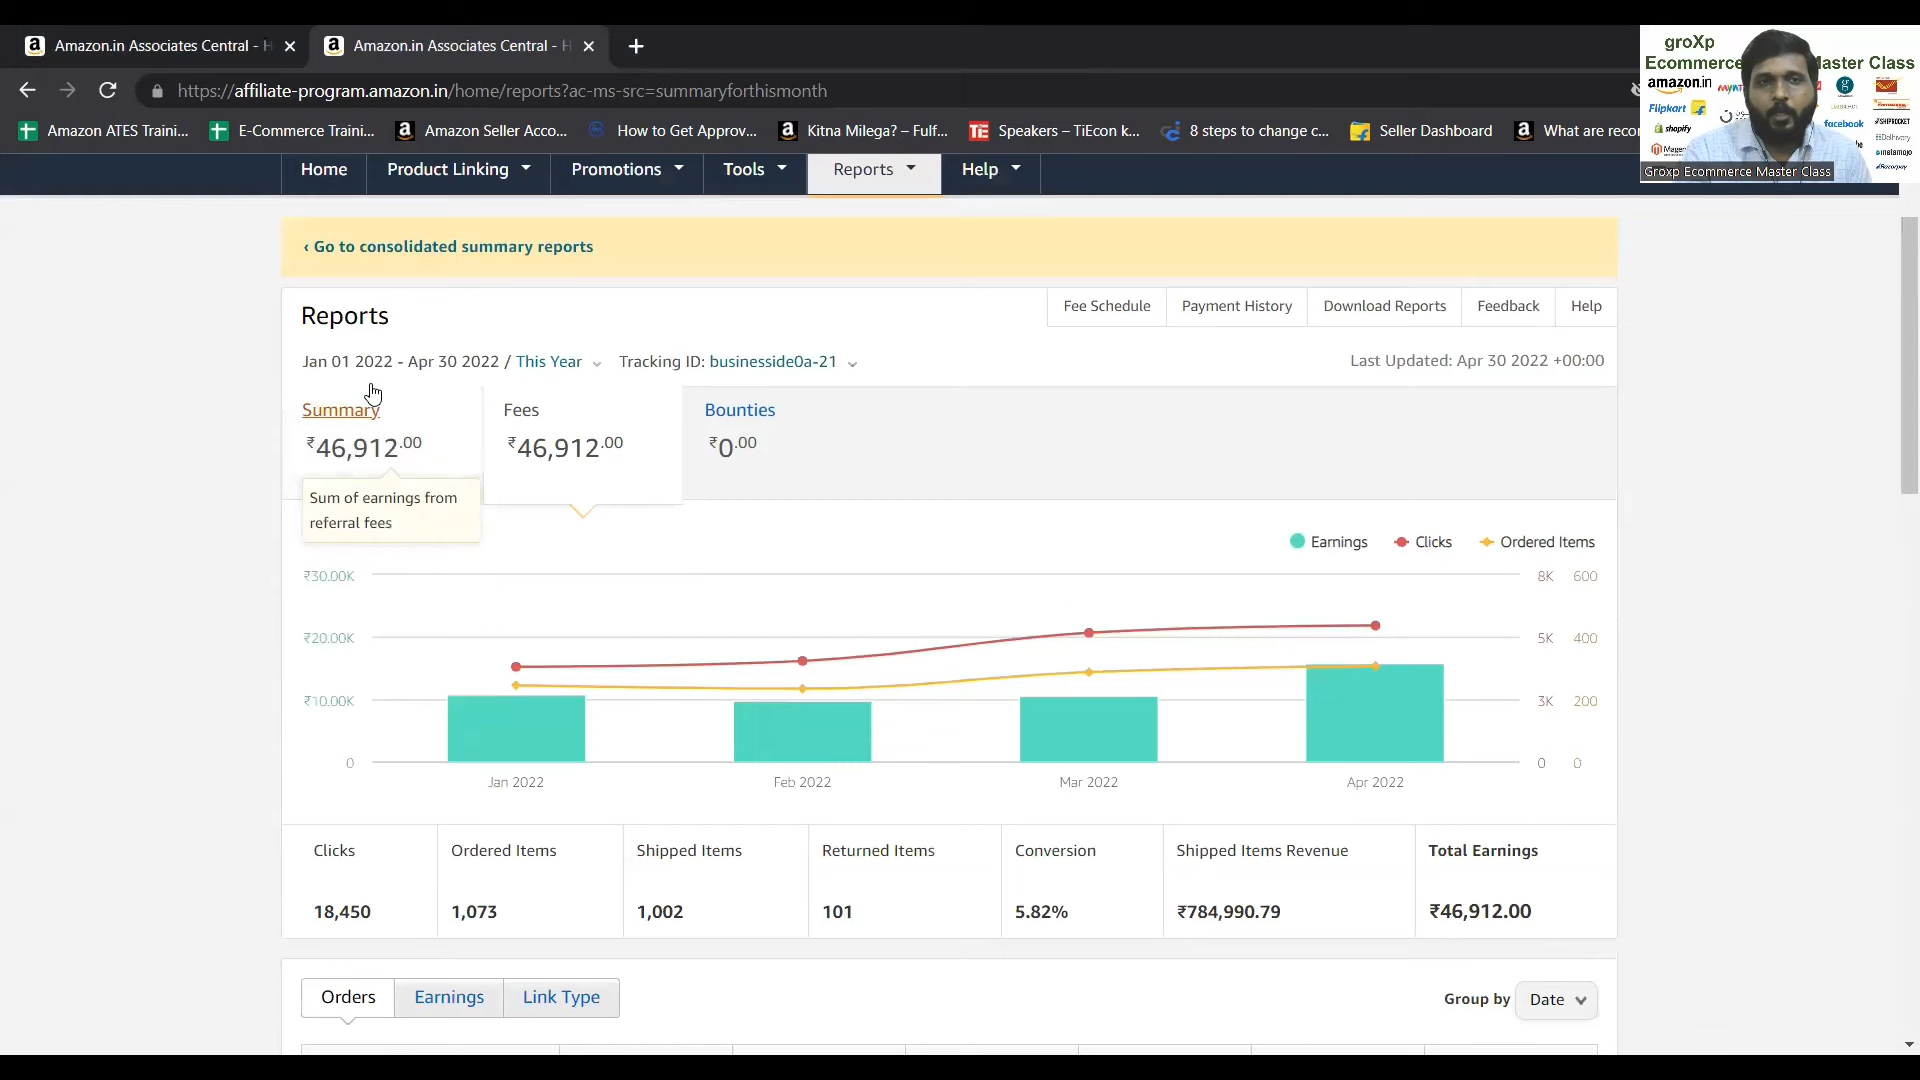 Amazon.in Associates Central - H
Amazon.in Associates Central - H
https://affiliate-program.amazon.in/home/reports?ac-ms-src=summaryforthismonth
Amazon ATES Traini...
E-Commerce Traini...
Amazon Seller Acco...
How to Get Approv...
Kitna Milega? – Fulf...
Speakers – TiEcon k...
8 steps to change c...
Seller Dashboard
What are recor
groXp
Ecommerce Master Class
amazon.in
Flipkart
shopify
facebook
SHIPROCKET
Delhivery
instamojo
Razorpay
Groxp Ecommerce Master Class
Home
Product Linking
Promotions
Tools
Reports
Help
‹ Go to consolidated summary reports
Reports
Fee Schedule
Payment History
Download Reports
Feedback
Help
Jan 01 2022 - Apr 30 2022 / This Year
Tracking ID: businesside0a-21
Last Updated: Apr 30 2022 +00:00
Summary
₹46,912.00
Fees
₹46,912.00
Bounties
₹0.00
Sum of earnings from
referral fees
Earnings
Clicks
Ordered Items
₹30.00K
8K 600
₹20.00K
5K 400
₹10.00K
3K 200
0
0 0
Jan 2022
Feb 2022
Mar 2022
Apr 2022
Clicks
Ordered Items
Shipped Items
Returned Items
Conversion
Shipped Items Revenue
Total Earnings
18,450
1,073
1,002
101
5.82%
₹784,990.79
₹46,912.00
Orders
Earnings
Link Type
Group by
Date